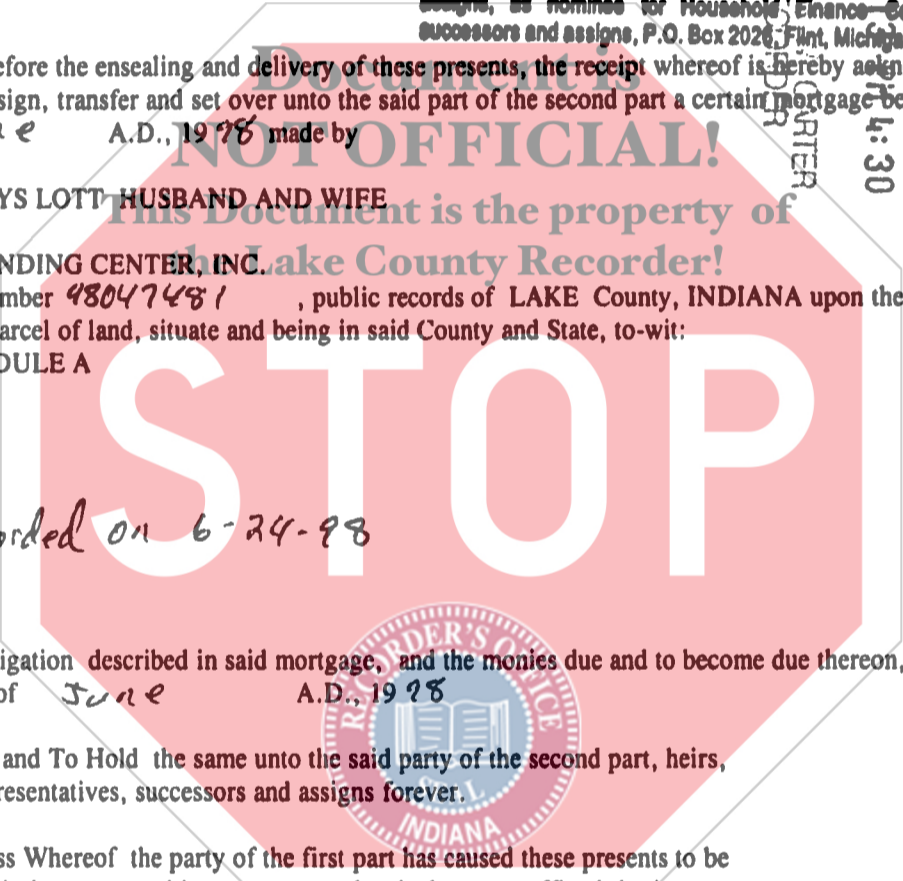 as nominee for Household Finance
successors and assigns, P.O. Box 2026, Flint, Michiga
efore the ensealing and delivery of these presents, the receipt whereof is hereby ackn
sign, transfer and set over unto the said part of the second part a certain mortgage be
e A.D., 1998 made by
YS LOTT HUSBAND AND WIFE
NDING CENTER, INC.
mber 98047481 , public records of LAKE County, INDIANA upon the
arcel of land, situate and being in said County and State, to-wit:
DULE A
orded on 6-24-98
igation described in said mortgage, and the monies due and to become due thereon,
of June A.D., 1998
and To Hold the same unto the said party of the second part, heirs,
resentatives, successors and assigns forever.
ss Whereof the party of the first part has caused these presents to be
Document is
NOT OFFICIAL!
This Document is the property of
the Lake County Recorder!
STOP
RECORDER'S OFFICE
SEAL
INDIANA
CARTER
4:30